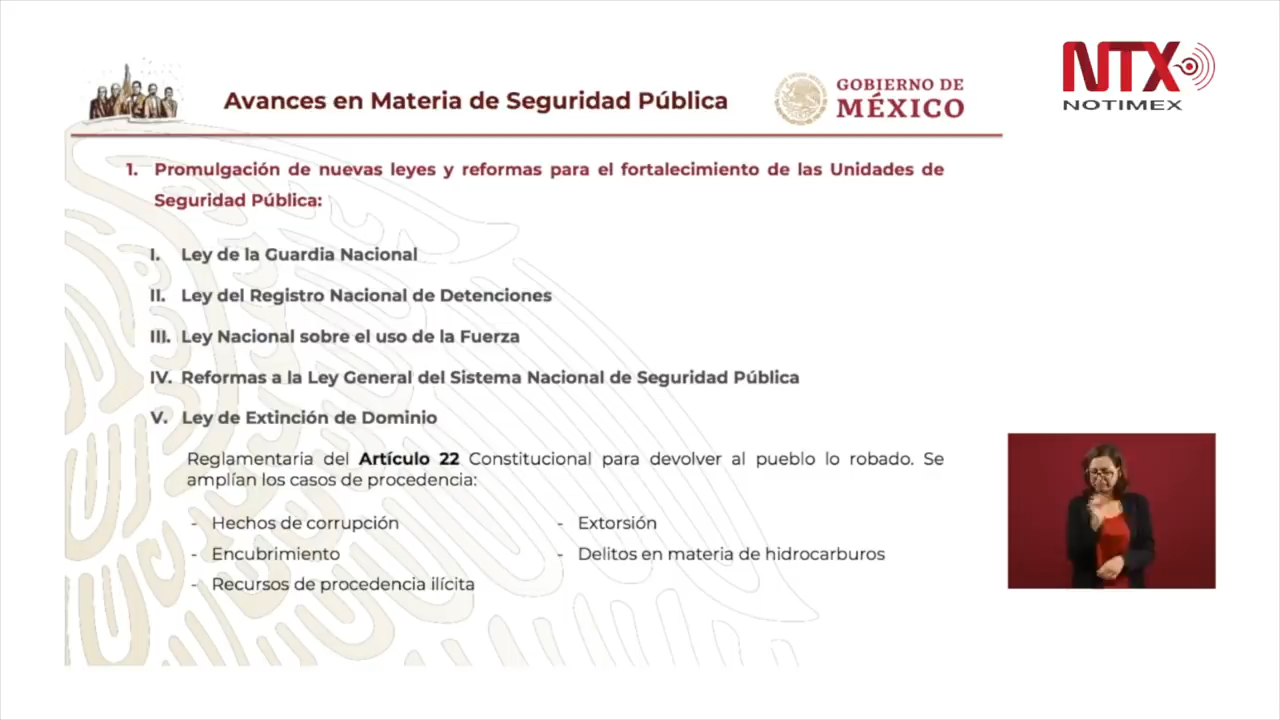 Avances en Materia de Seguridad Pública
GOBIERNO DE
MÉXICO
NTX
NOTIMEX
1. Promulgación de nuevas leyes y reformas para el fortalecimiento de las Unidades de
Seguridad Pública:
I. Ley de la Guardia Nacional
II. Ley del Registro Nacional de Detenciones
III. Ley Nacional sobre el uso de la Fuerza
IV. Reformas a la Ley General del Sistema Nacional de Seguridad Pública
V. Ley de Extinción de Dominio
Reglamentaria del Artículo 22 Constitucional para devolver al pueblo lo robado. Se
amplían los casos de procedencia:
- Hechos de corrupción
- Encubrimiento
- Recursos de procedencia ilícita
- Extorsión
- Delitos en materia de hidrocarburos